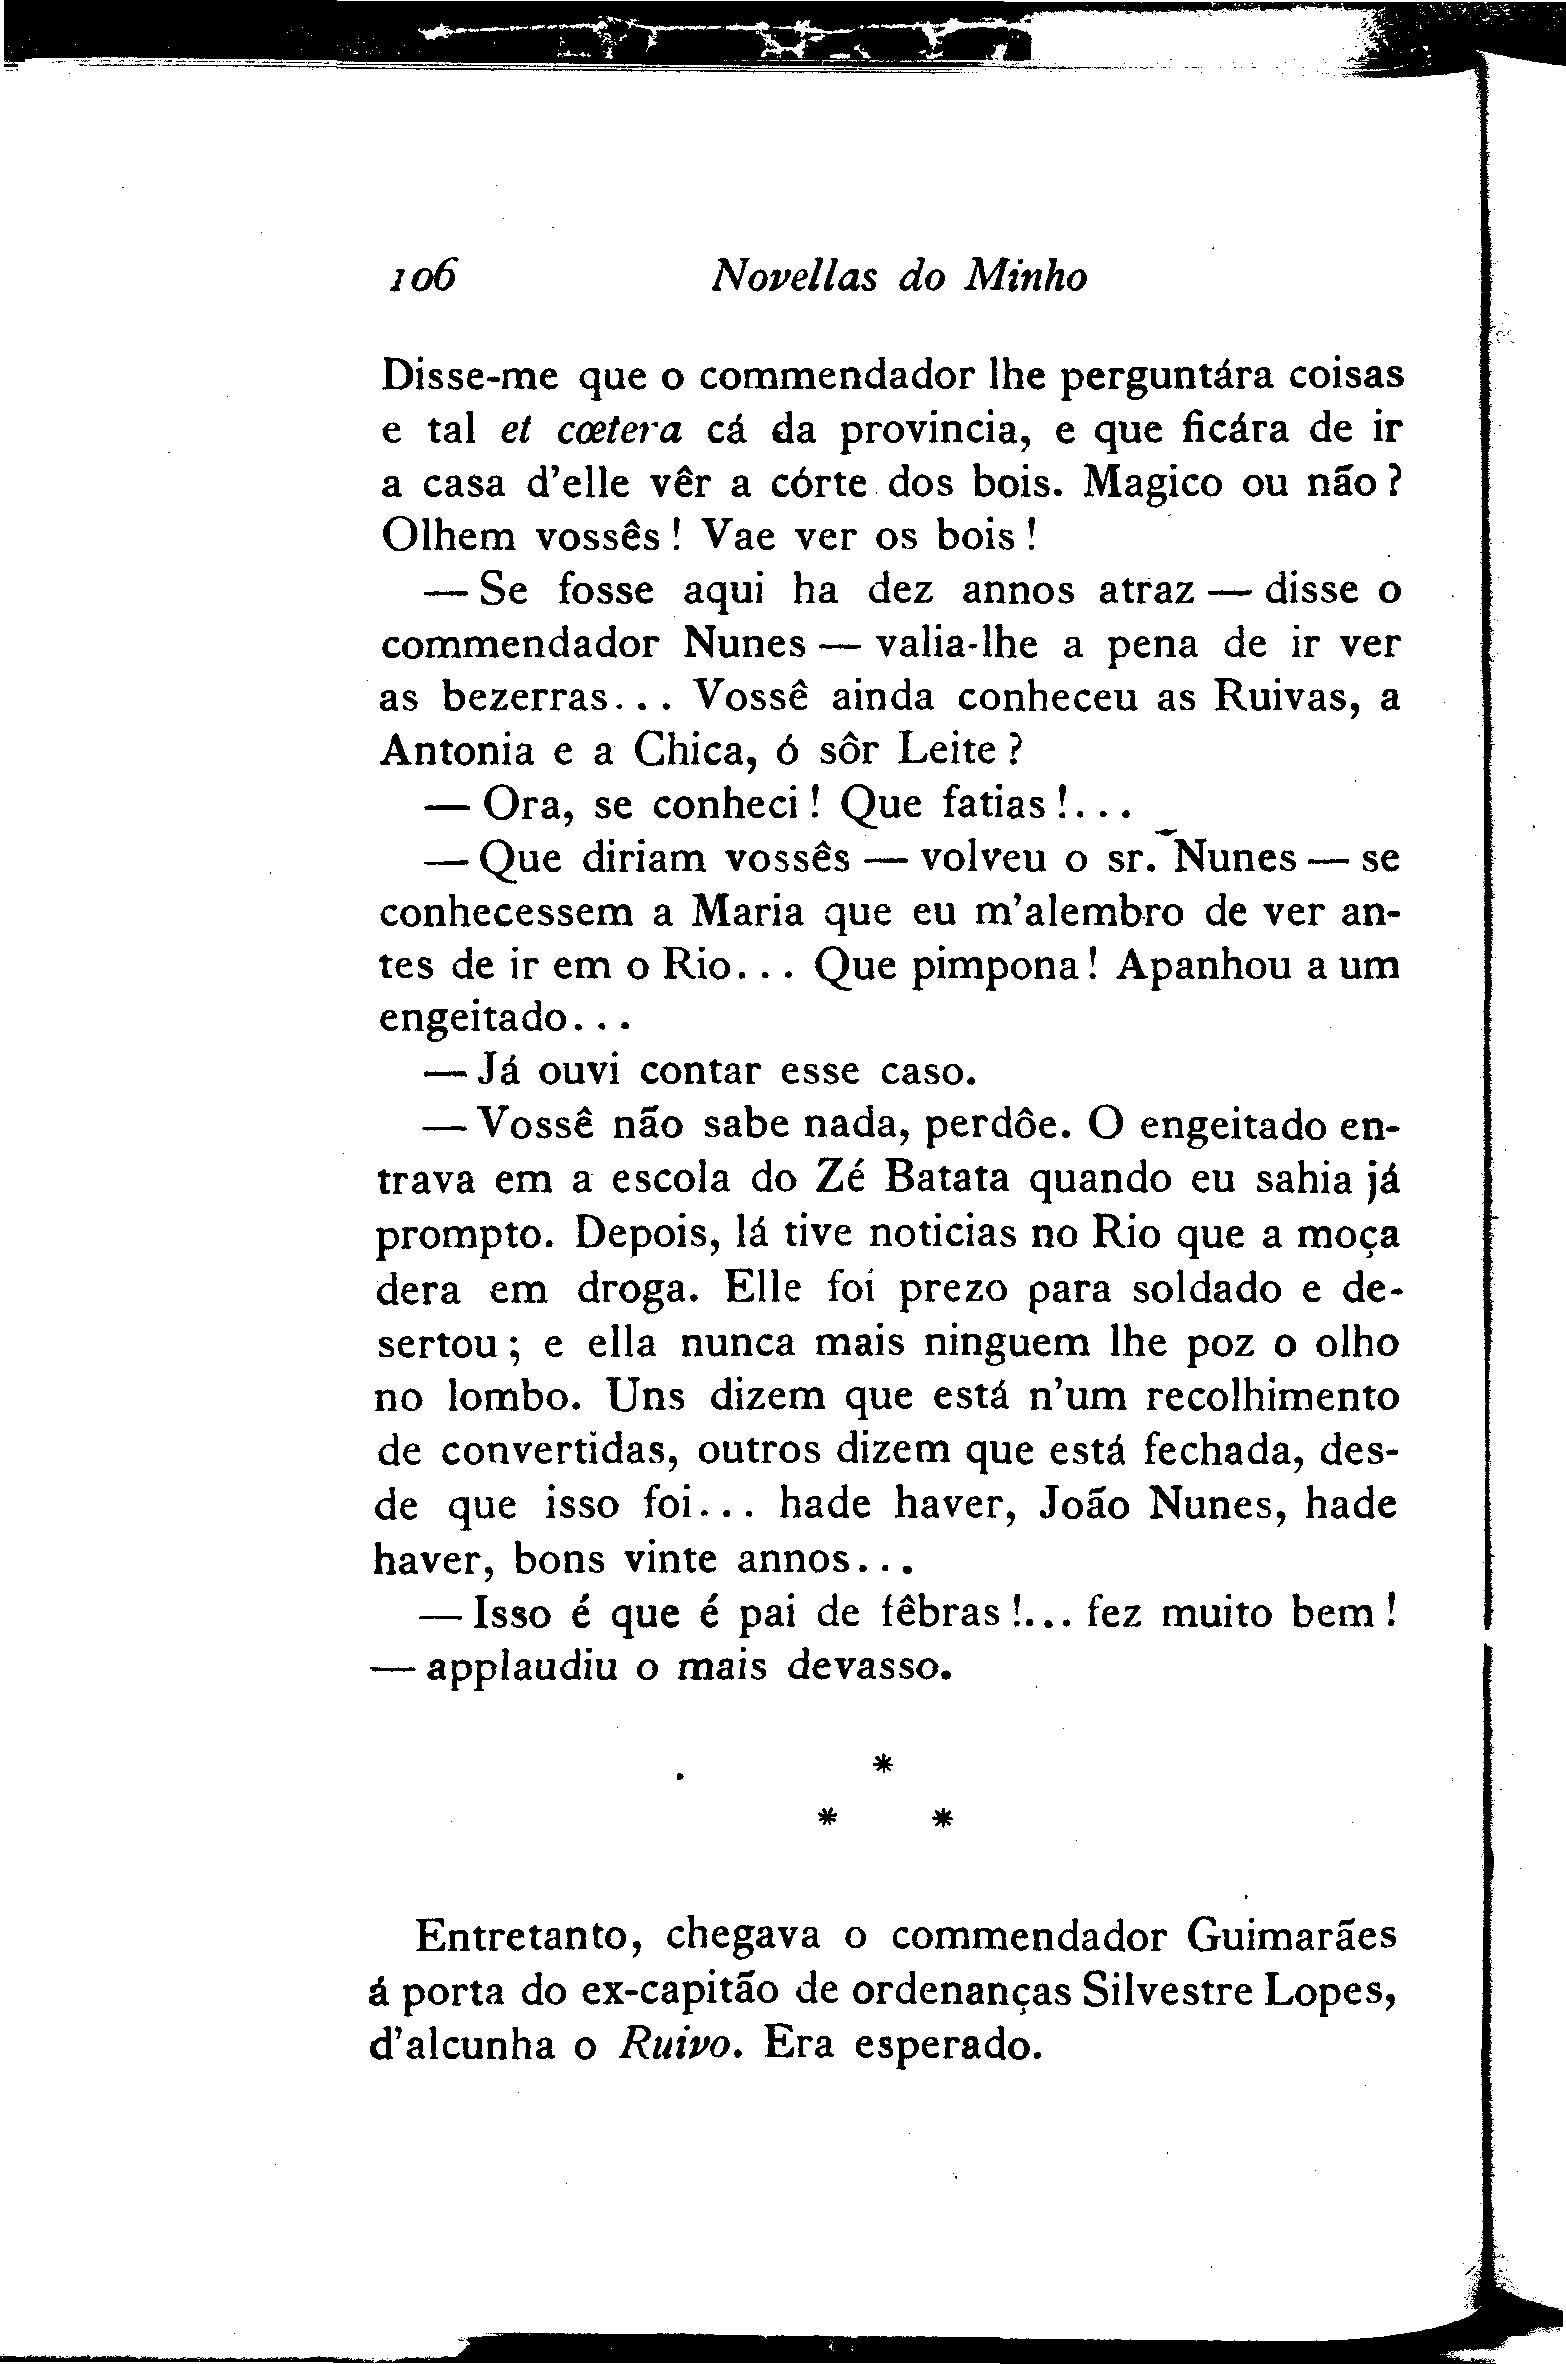 106 Novellas do Minho
Disse-me que o commendador lhe perguntára coisas
e tal et cœtera cá da provincia, e que ficára de ir
a casa d'elle vêr a córte dos bois. Magico ou não?
Olhem vossês! Vae ver os bois!
— Se fosse aqui ha dez annos atraz — disse o
commendador Nunes — valia-lhe a pena de ir ver
as bezerras... Vossê ainda conheceu as Ruivas, a
Antonia e a Chica, ó sôr Leite?
— Ora, se conheci! Que fatias!...
— Que diriam vossês — volveu o sr. Nunes — se
conhecessem a Maria que eu m'alembro de ver an-
tes de ir em o Rio... Que pimpona! Apanhou a um
engeitado...
— Já ouvi contar esse caso.
— Vossê não sabe nada, perdôe. O engeitado en-
trava em a escola do Zé Batata quando eu sahia já
prompto. Depois, lá tive noticias no Rio que a moça
dera em droga. Elle foi prezo para soldado e de-
sertou; e ella nunca mais ninguem lhe poz o olho
no lombo. Uns dizem que está n'um recolhimento
de convertidas, outros dizem que está fechada, des-
de que isso foi... hade haver, João Nunes, hade
haver, bons vinte annos...
— Isso é que é pai de fêbras!... fez muito bem!
— applaudiu o mais devasso.
*
* *
Entretanto, chegava o commendador Guimarães
á porta do ex-capitão de ordenanças Silvestre Lopes,
d'alcunha o Ruivo. Era esperado.